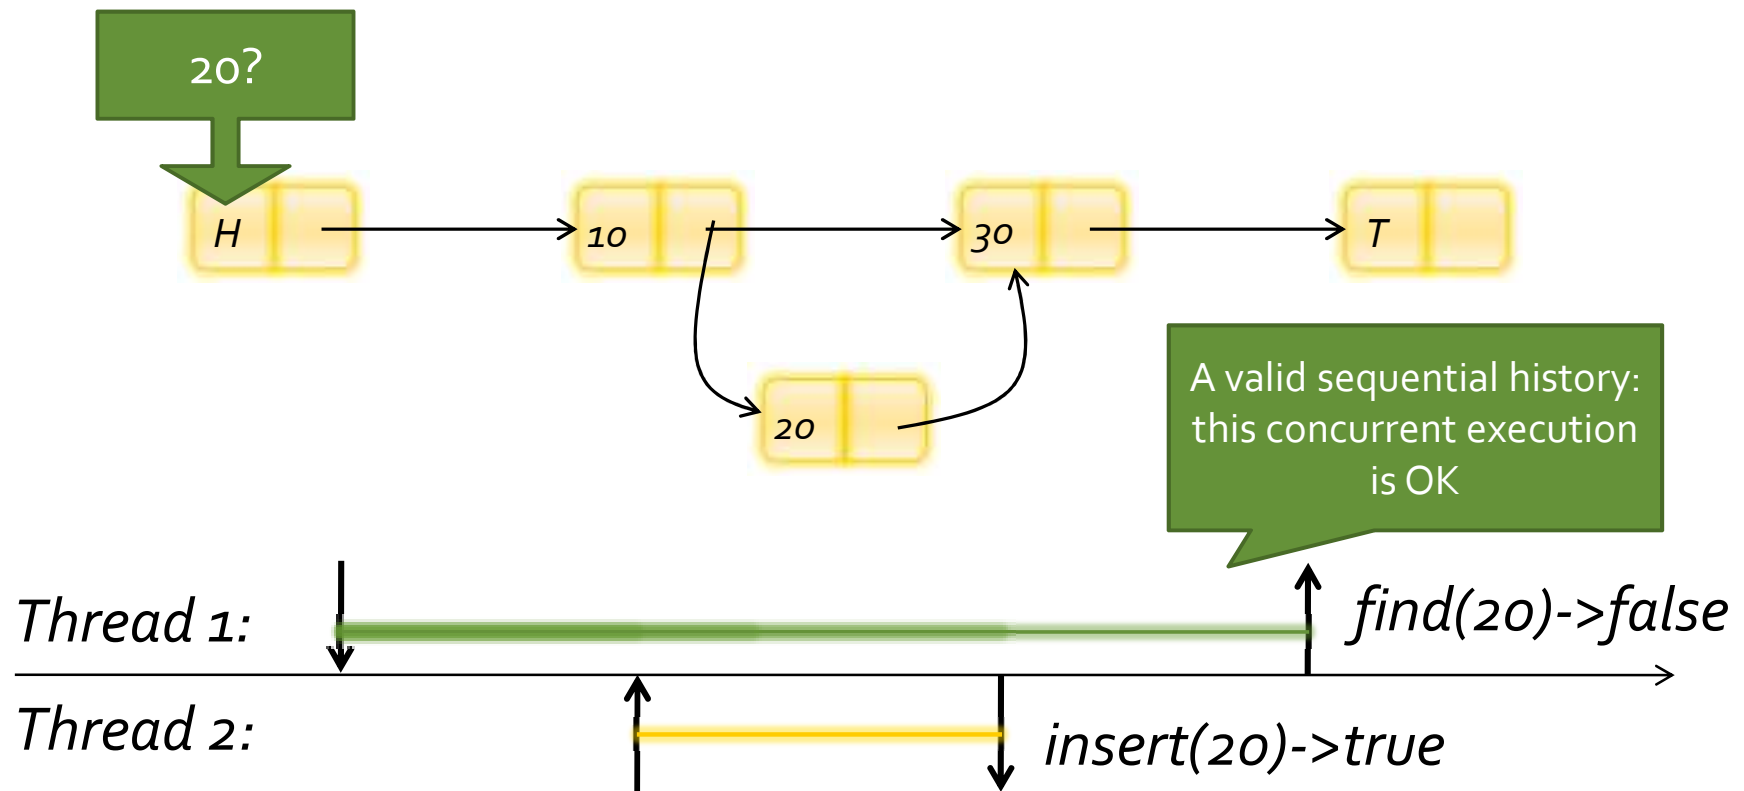 20?
H
10
30
T
20
A valid sequential history:
this concurrent execution
is OK
Thread 1:
find(20)->false
Thread 2:
insert(20)->true